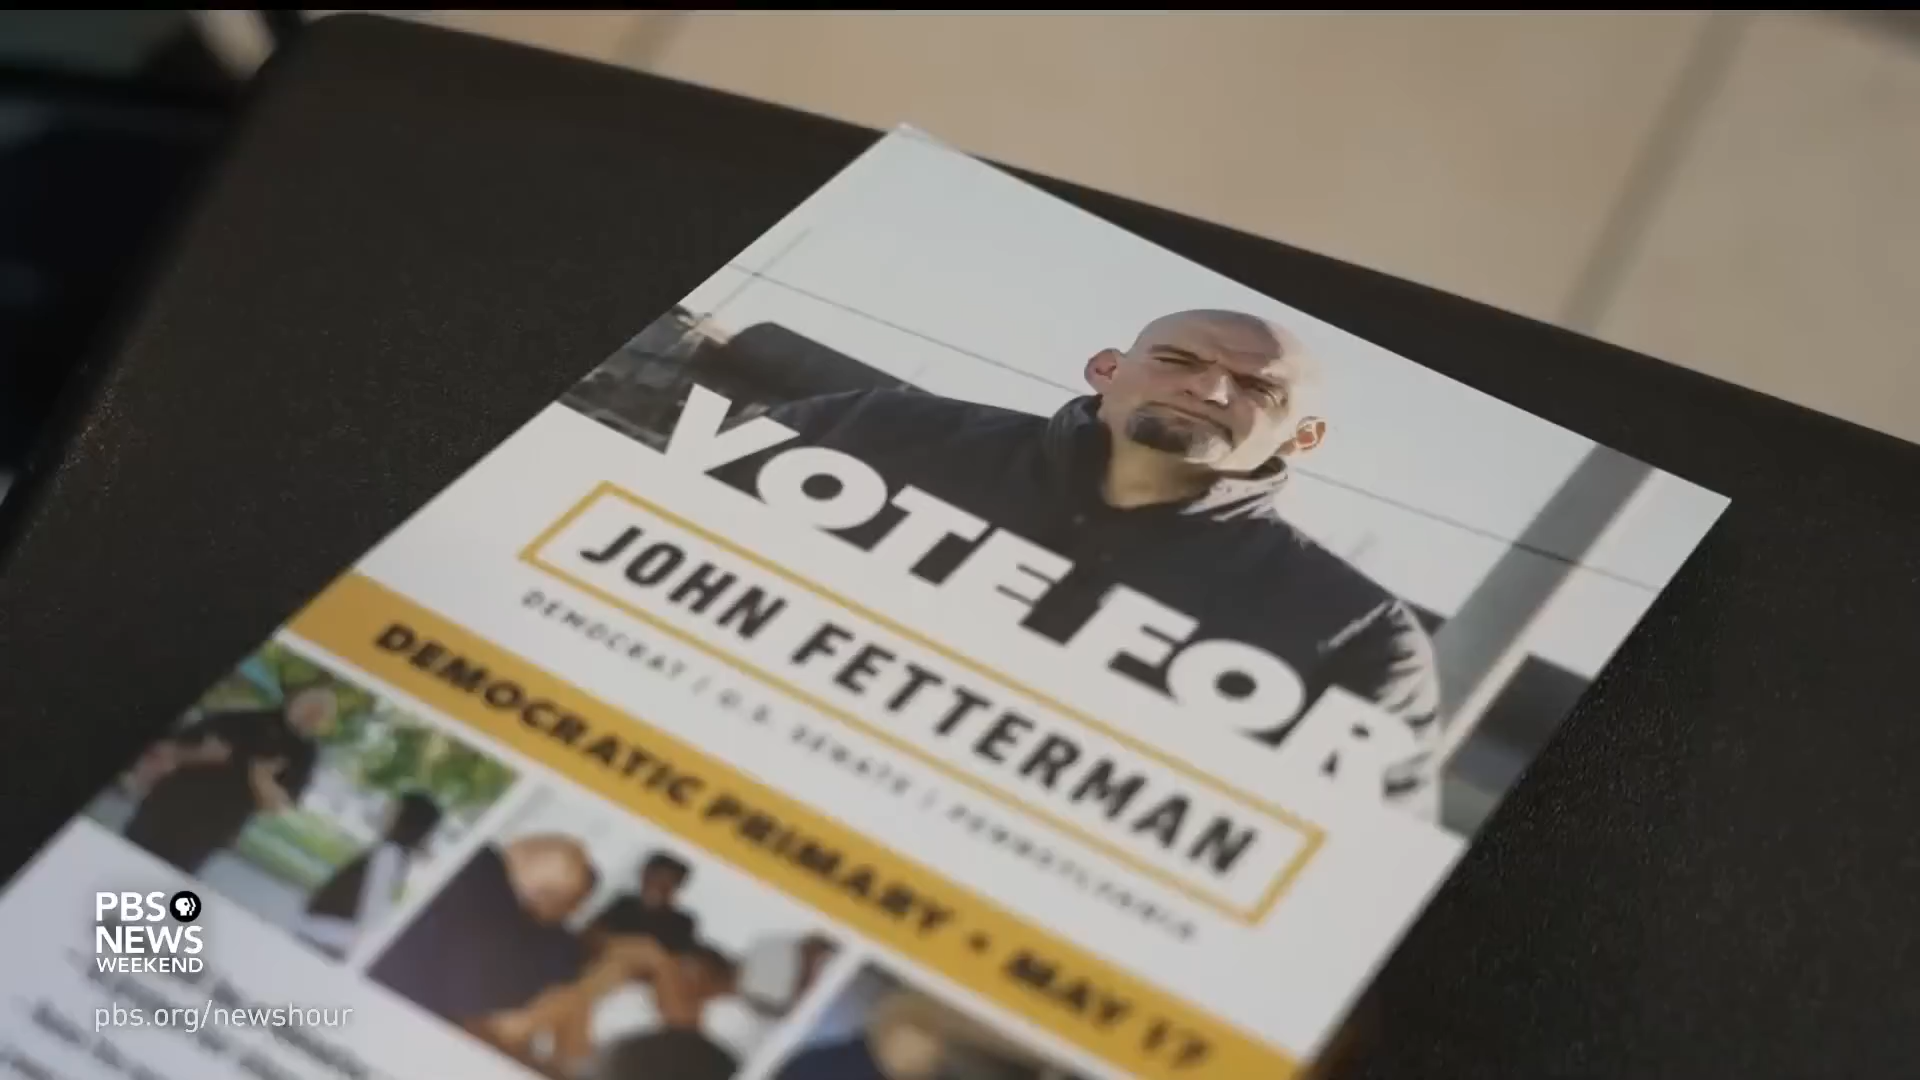 VOTE FOR
JOHN FETTERMAN
DEMOCRAT | U.S. SENATE | PENNSYLVANIA
DEMOCRATIC PRIMARY • MAY 17
PBS
NEWS
WEEKEND
pbs.org/newshour